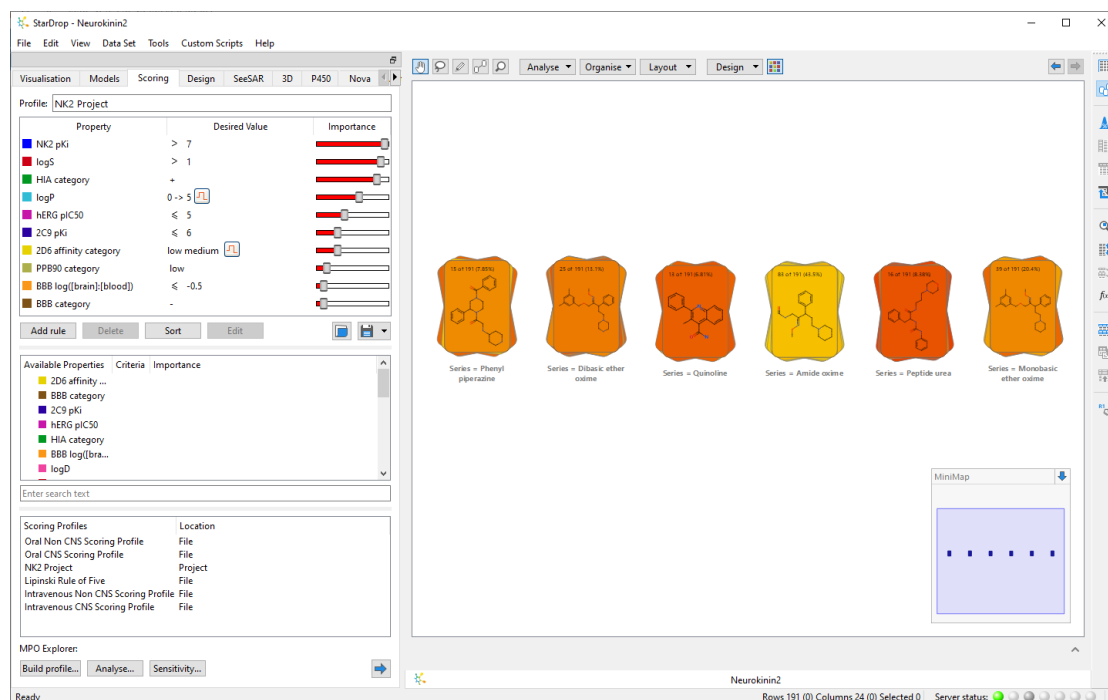 StarDrop - Neurokinin2
File Edit View Data Set Tools Custom Scripts Help
Visualisation Models Scoring Design SeeSAR 3D P450 Nova
Analyse Organise Layout Design
Profile: NK2 Project
Property Desired Value Importance
NK2 pKi > 7
logS > 1
HIA category +
logP 0 -> 5
hERG pIC50 ≤ 5
2C9 pKi ≤ 6
2D6 affinity category low medium
PPB90 category low
BBB log([brain]:[blood]) ≤ -0.5
BBB category -
Add rule Delete Sort Edit
Available Properties Criteria Importance
2D6 affinity ...
BBB category
2C9 pKi
hERG pIC50
HIA category
BBB log([bra...
logD
Enter search text
Scoring Profiles Location
Oral Non CNS Scoring Profile File
Oral CNS Scoring Profile File
NK2 Project Project
Lipinski Rule of Five File
Intravenous Non CNS Scoring Profile File
Intravenous CNS Scoring Profile File
MPO Explorer:
Build profile... Analyse... Sensitivity...
Series = Phenyl
piperazine
Series = Dibasic ether
oxime
Series = Quinoline
Series = Amide oxime
Series = Peptide urea
Series = Monobasic
ether oxime
MiniMap
Neurokinin2
Ready
Rows 191 (0) Columns 24 (0) Selected 0 Server status: